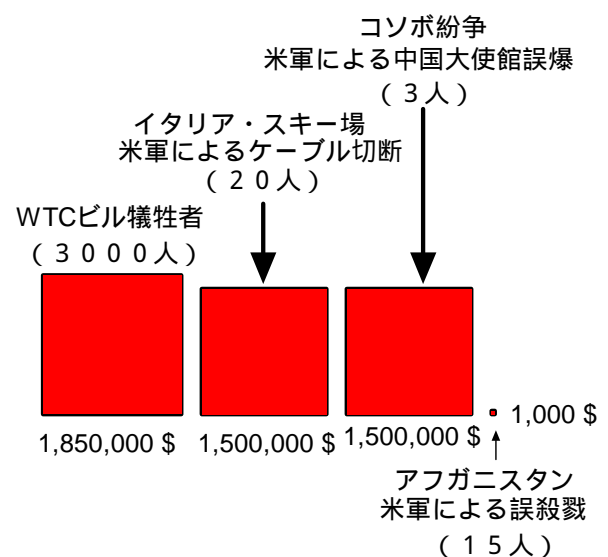 コソボ紛争
米軍による中国大使館誤爆
（３人）
イタリア・スキー場
米軍によるケーブル切断
（２０人）
WTCビル犠牲者
（３０００人）
1,850,000 $
1,500,000 $
1,500,000 $
1,000 $
アフガニスタン
米軍による誤殺戮
（１５人）